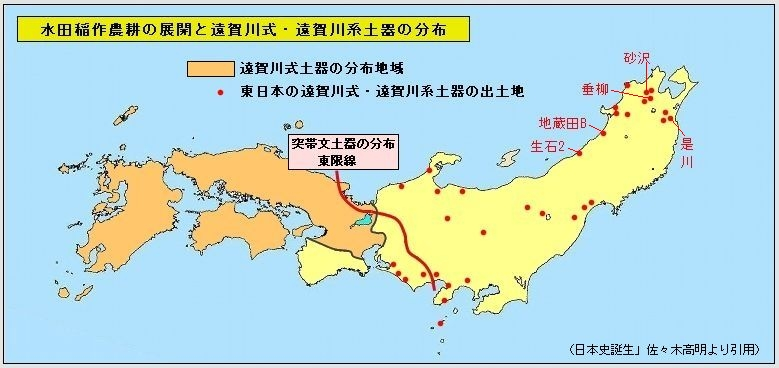 水田稲作農耕の展開と遠賀川式・遠賀川系土器の分布
遠賀川式土器の分布地域
東日本の遠賀川式・遠賀川系土器の出土地
突帯文土器の分布
東限線
砂沢
垂柳
地蔵田B
生石2
是川
(日本史誕生」佐々木高明より引用)